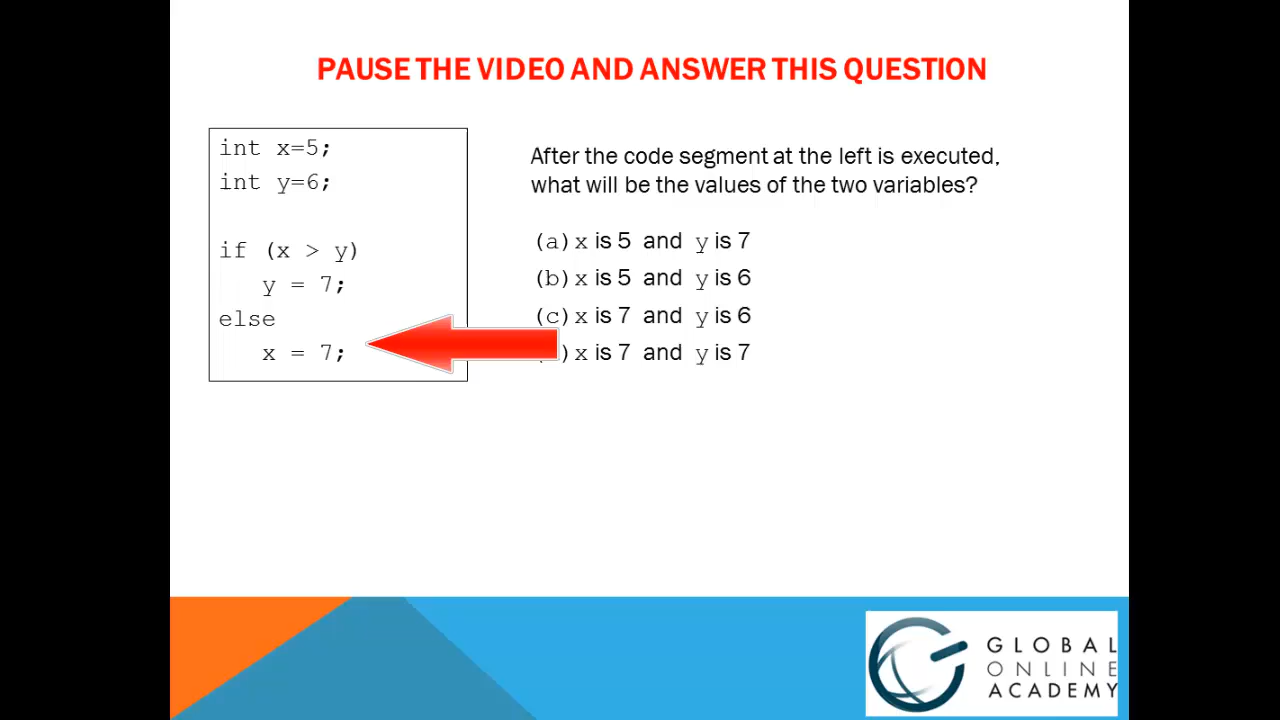 PAUSE THE VIDEO AND ANSWER THIS QUESTION
int x=5;
int y=6;
if (x > y)
y = 7;
else
x = 7;
After the code segment at the left is executed,
what will be the values of the two variables?
(a) x is 5 and y is 7
(b) x is 5 and y is 6
(c) x is 7 and y is 6
) x is 7 and y is 7
GLOBAL
ONLINE
ACADEMY